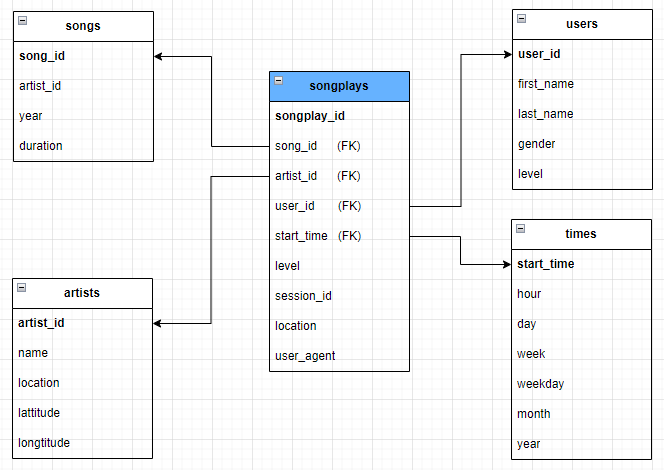 songs
song_id
artist_id
year
duration
artists
artist_id
name
location
lattitude
longtitude
songplays
songplay_id
song_id (FK)
artist_id (FK)
user_id (FK)
start_time (FK)
level
session_id
location
user_agent
users
user_id
first_name
last_name
gender
level
times
start_time
hour
day
week
weekday
month
year